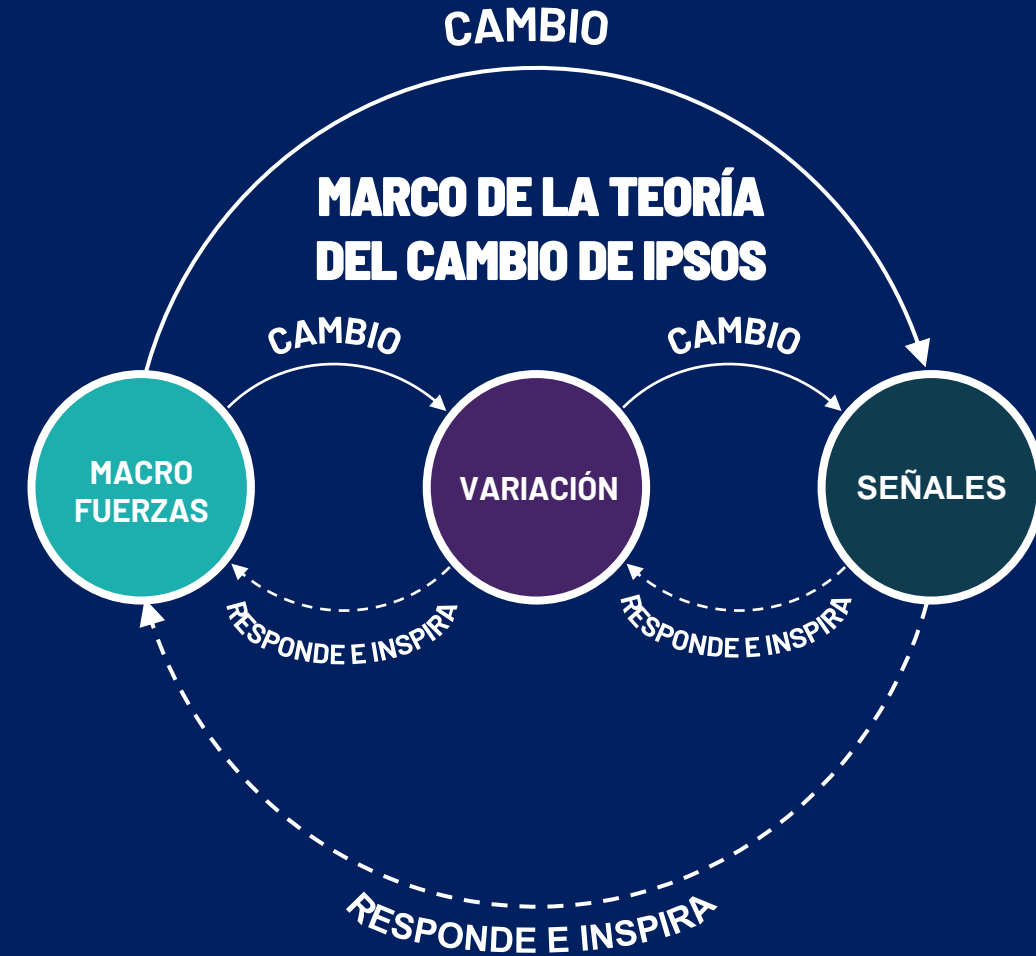 CAMBIO
MARCO DE LA TEORÍA
DEL CAMBIO DE IPSOS
CAMBIO
CAMBIO
MACRO
FUERZAS
VARIACIÓN
SEÑALES
RESPONDE E INSPIRA
RESPONDE E INSPIRA
RESPONDE E INSPIRA